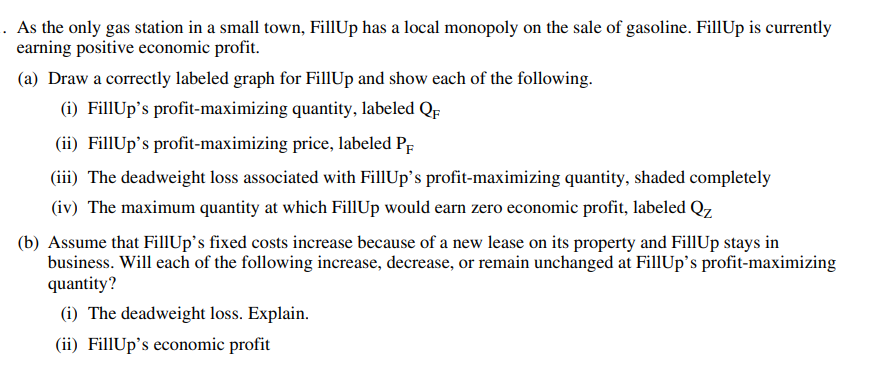 . As the only gas station in a small town, FillUp has a local monopoly on the sale of gasoline. FillUp is currently
earning positive economic profit.
(a) Draw a correctly labeled graph for FillUp and show each of the following.
(i) FillUp's profit-maximizing quantity, labeled QF
(ii) FillUp's profit-maximizing price, labeled PF
(iii) The deadweight loss associated with FillUp's profit-maximizing quantity, shaded completely
(iv) The maximum quantity at which FillUp would earn zero economic profit, labeled QZ
(b) Assume that FillUp's fixed costs increase because of a new lease on its property and FillUp stays in
business. Will each of the following increase, decrease, or remain unchanged at FillUp's profit-maximizing
quantity?
(i) The deadweight loss. Explain.
(ii) FillUp's economic profit